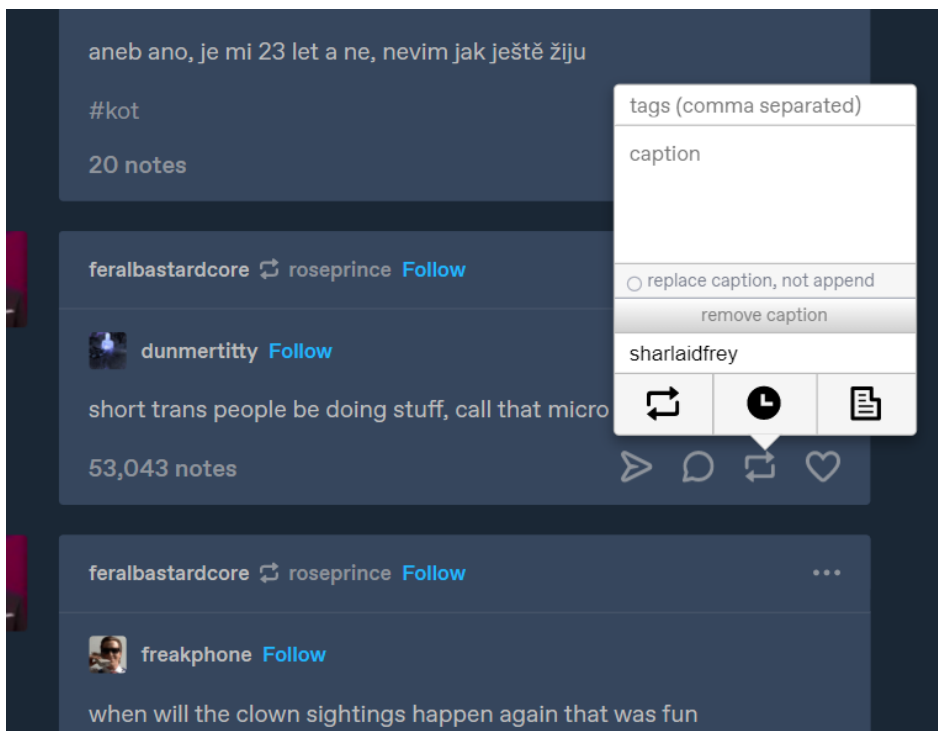 aneb ano, je mi 23 let a ne, nevim jak ještě žiju
#kot
20 notes
tags (comma separated)
caption
replace caption, not append
remove caption
sharlaidfrey
feralbastardcore roseprince Follow
dunmertitty Follow
short trans people be doing stuff, call that micro
53,043 notes
feralbastardcore roseprince Follow
freakphone Follow
when will the clown sightings happen again that was fun